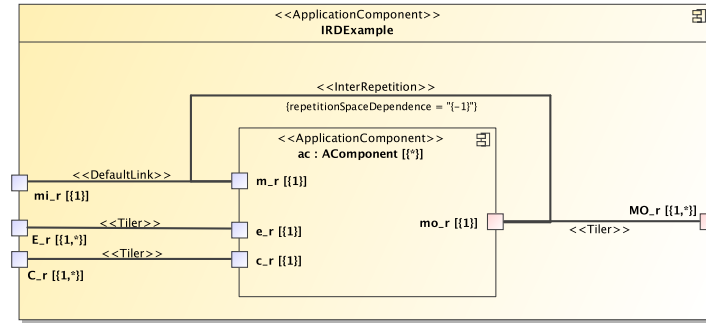 <<ApplicationComponent>>
IRDExample
<<InterRepetition>>
{repetitionSpaceDependence = "{-1}"}
<<ApplicationComponent>>
ac : AComponent [{*}]
<<DefaultLink>>
mi_r [{1}]
m_r [{1}]
<<Tiler>>
E_r [{1,*}]
e_r [{1}]
mo_r [{1}]
MO_r [{1,*}]
<<Tiler>>
<<Tiler>>
C_r [{1,*}]
c_r [{1}]